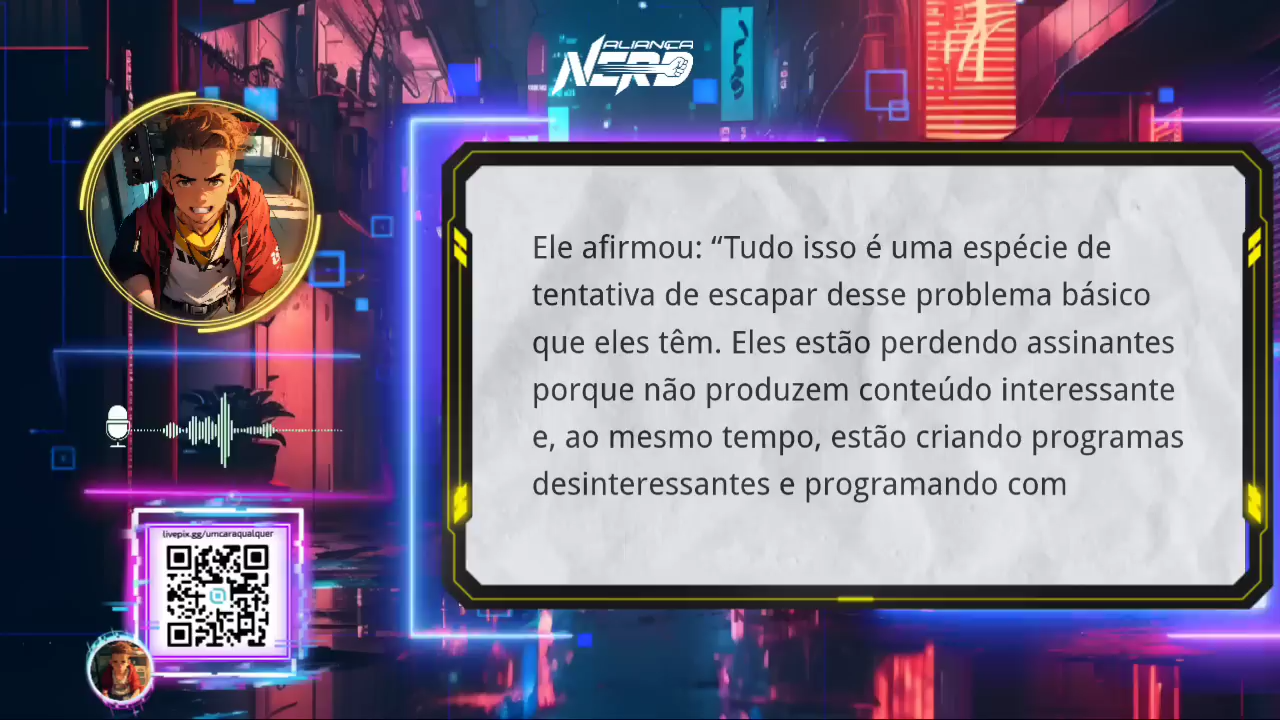 ALIANÇA
NERD
Ele afirmou: “Tudo isso é uma espécie de
tentativa de escapar desse problema básico
que eles têm. Eles estão perdendo assinantes
porque não produzem conteúdo interessante
e, ao mesmo tempo, estão criando programas
desinteressantes e programando com
livepix.gg/umcaraqualquer